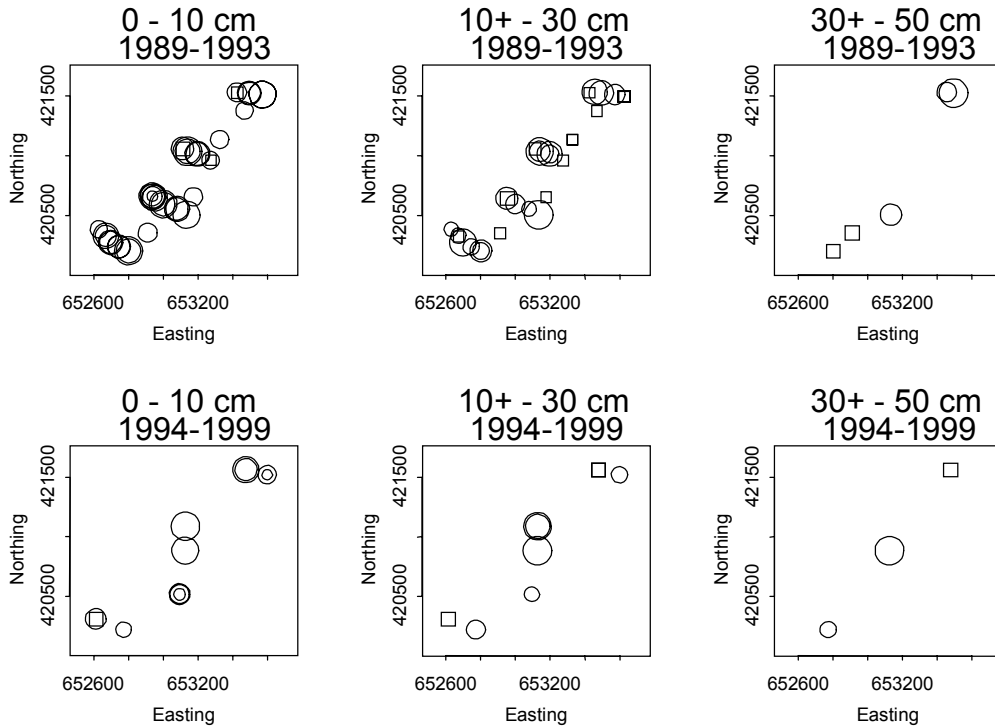 0 - 10 cm
1989-1993
Northing
421500
420500
652600 653200
Easting
10+ - 30 cm
1989-1993
Northing
421500
420500
652600 653200
Easting
30+ - 50 cm
1989-1993
Northing
421500
420500
652600 653200
Easting
0 - 10 cm
1994-1999
Northing
421500
420500
652600 653200
Easting
10+ - 30 cm
1994-1999
Northing
421500
420500
652600 653200
Easting
30+ - 50 cm
1994-1999
Northing
421500
420500
652600 653200
Easting